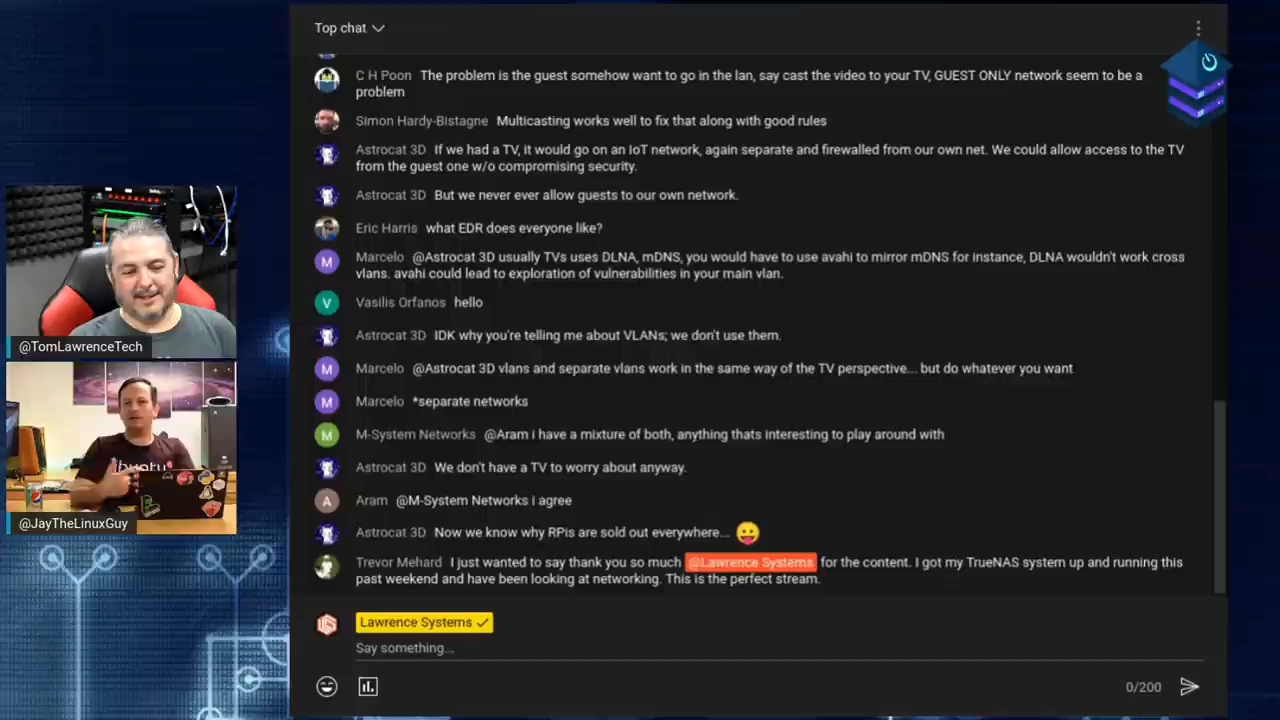 Top chat
C H Poon The problem is the guest somehow want to go in the lan, say cast the video to your TV, GUEST ONLY network seem to be a
problem
Simon Hardy-Bistagne Multicasting works well to fix that along with good rules
Astrocat 3D If we had a TV, it would go on an IoT network, again separate and firewalled from our own net. We could allow access to the TV
from the guest one w/o compromising security.
Astrocat 3D But we never ever allow guests to our own network.
Eric Harris what EDR does everyone like?
M Marcelo @Astrocat 3D usually TVs uses DLNA, mDNS, you would have to use avahi to mirror mDNS for instance, DLNA wouldn't work cross
vlans. avahi could lead to exploration of vulnerabilities in your main vlan.
V Vasilis Orfanos hello
Astrocat 3D IDK why you're telling me about VLANs; we don't use them.
M Marcelo @Astrocat 3D vlans and separate vlans work in the same way of the TV perspective... but do whatever you want
M Marcelo *separate networks
M M-System Networks @Aram i have a mixture of both, anything thats interesting to play around with
Astrocat 3D We don't have a TV to worry about anyway.
A Aram @M-System Networks i agree
Astrocat 3D Now we know why RPis are sold out everywhere... 😛
Trevor Mehard I just wanted to say thank you so much @Lawrence Systems for the content. I got my TrueNAS system up and running this
past weekend and have been looking at networking. This is the perfect stream.
Lawrence Systems
Say something...
0/200
@TomLawrenceTech
ubuntu
@JayTheLinuxGuy